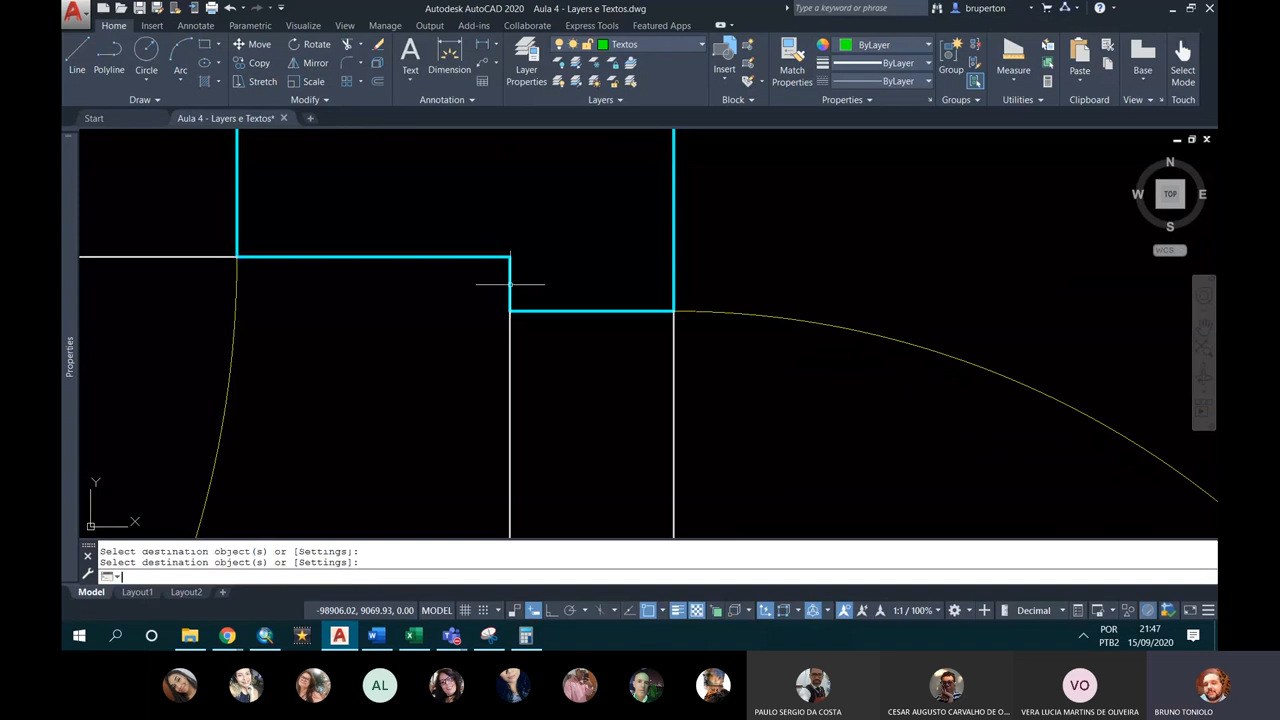 Autodesk AutoCAD 2020 Aula 4 - Layers e Textos.dwg
Type a keyword or phrase
bruperton
Home Insert Annotate Parametric Visualize View Manage Output Add-ins Collaborate Express Tools Featured Apps
Line Polyline Circle Arc
Move Rotate
Copy Mirror
Stretch Scale
Text Dimension
Layer Properties
Textos
Insert
Match Properties
ByLayer
ByLayer
ByLayer
Group
Measure
Paste
Base
Select Mode
Draw Modify Annotation Layers Block Properties Groups Utilities Clipboard View Touch
Start Aula 4 - Layers e Textos*
N
W TOP E
S
WCS
Properties
Y
X
Select destination object(s) or [Settings]:
Select destination object(s) or [Settings]:
Model Layout1 Layout2
-98906.02, 9069.93, 0.00 MODEL 1:1 / 100% Decimal
POR 21:47
PTB2 15/09/2020
AL
VO
PAULO SERGIO DA COSTA CESAR AUGUSTO CARVALHO DE O... VERA LUCIA MARTINS DE OLIVEIRA BRUNO TONIOLO